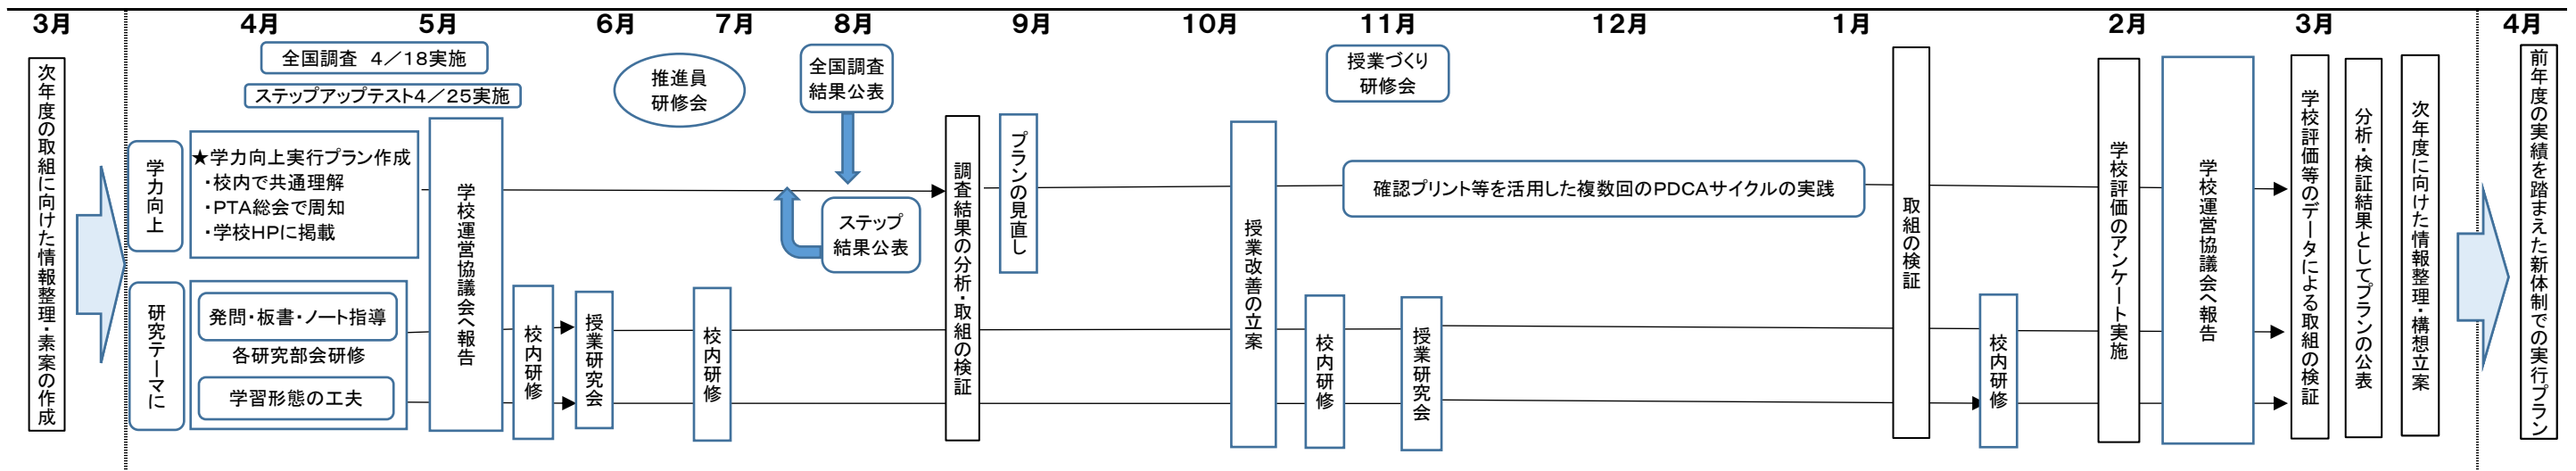 3月
4月
5月
6月
7月
8月
9月
10月
11月
12月
1月
2月
3月
4月
次年度の取組に向けた情報整理・素案の作成
全国調査 4／18実施
ステップアップテスト4／25実施
学力向上
★学力向上実行プラン作成
・校内で共通理解
・PTA総会で周知
・学校HPに掲載
研究テーマに
発問・板書・ノート指導
各研究部会研修
学習形態の工夫
学校運営協議会へ報告
校内研修
授業研究会
推進員
研修会
校内研修
全国調査
結果公表
ステップ
結果公表
調査結果の分析・取組の検証
プランの見直し
授業改善の立案
校内研修
授業づくり
研修会
確認プリント等を活用した複数回のPDCAサイクルの実践
授業研究会
取組の検証
校内研修
学校評価のアンケート実施
学校運営協議会へ報告
学校評価等のデータによる取組の検証
分析・検証結果としてプランの公表
次年度に向けた情報整理・構想立案
前年度の実績を踏まえた新体制での実行プラン